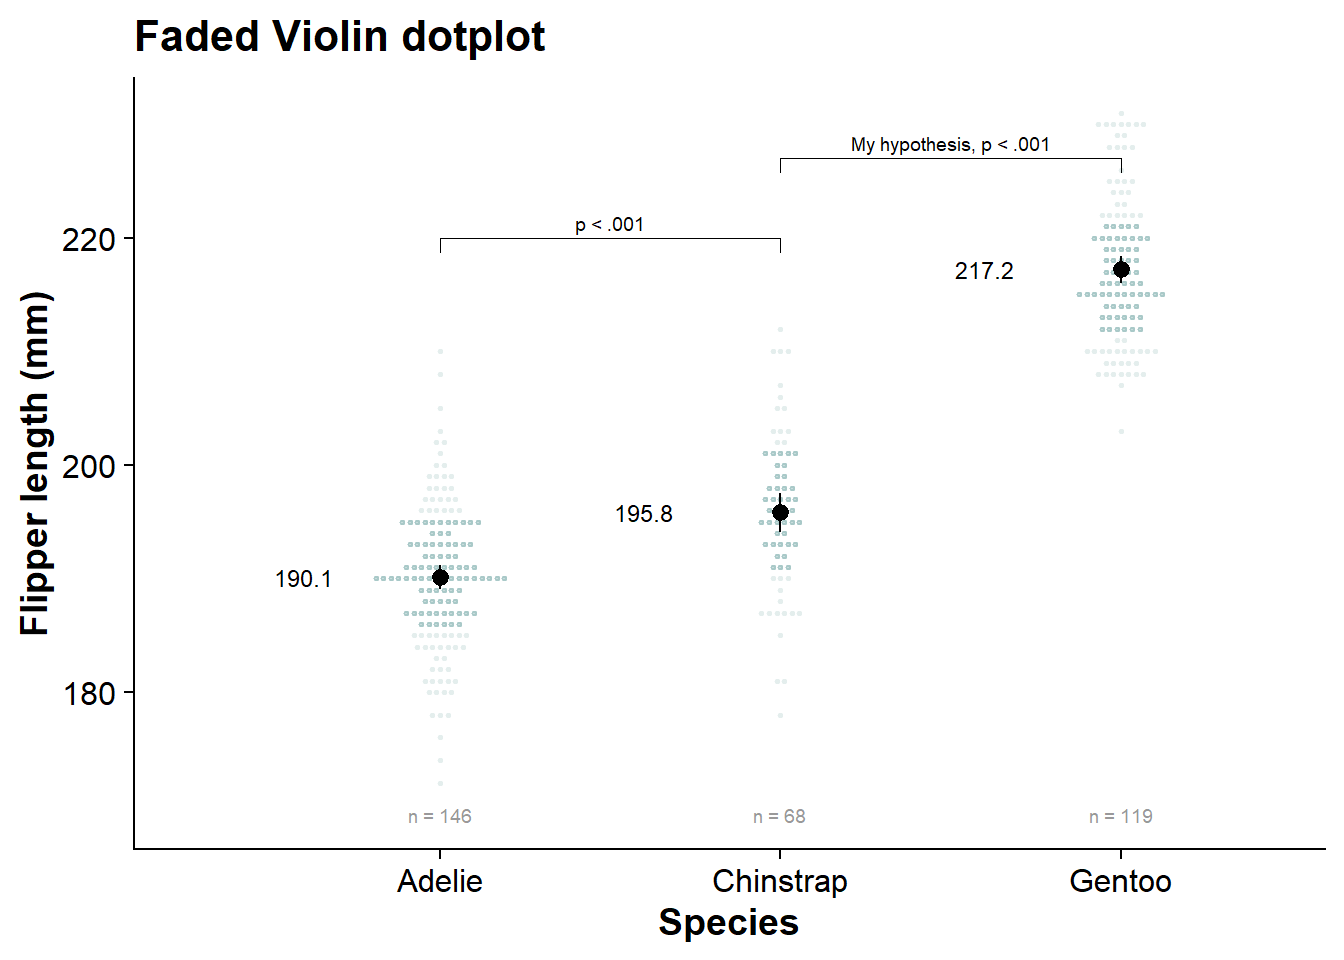 Faded Violin dotplot
My hypothesis, p < .001
p < .001
220
217.2
200
195.8
190.1
180
Flipper length (mm)
n = 146
n = 68
n = 119
Adelie
Chinstrap
Gentoo
Species